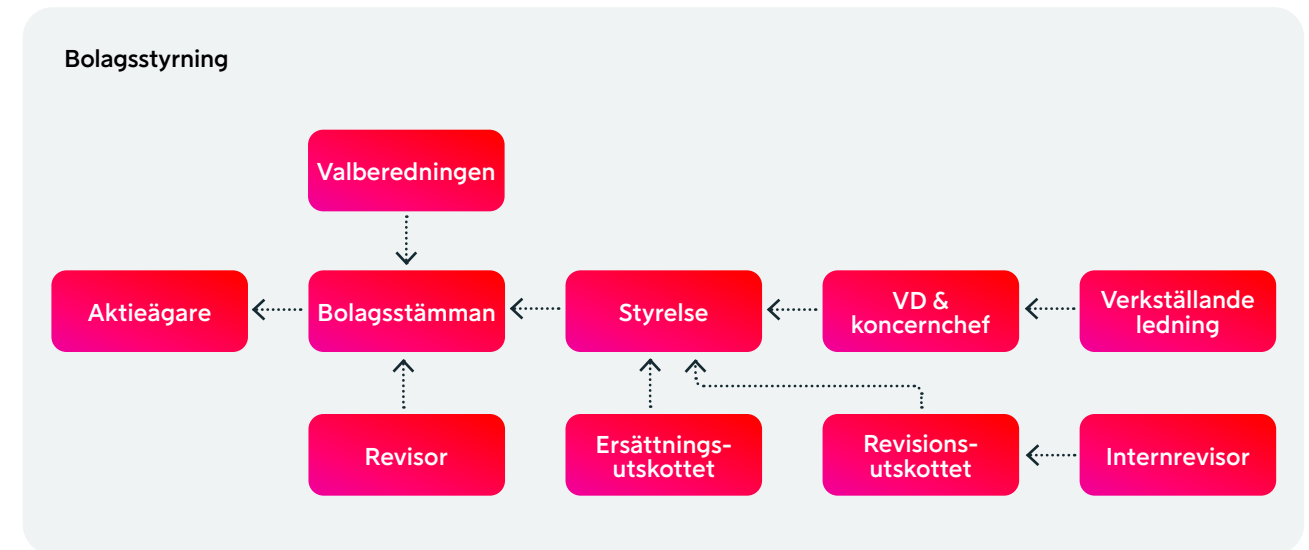 Bolagsstyrning
Valberedningen
Aktieägare
Bolagsstämman
Styrelse
VD &
koncernchef
Verkställande
ledning
Revisor
Ersättnings-
utskottet
Revisions-
utskottet
Internrevisor